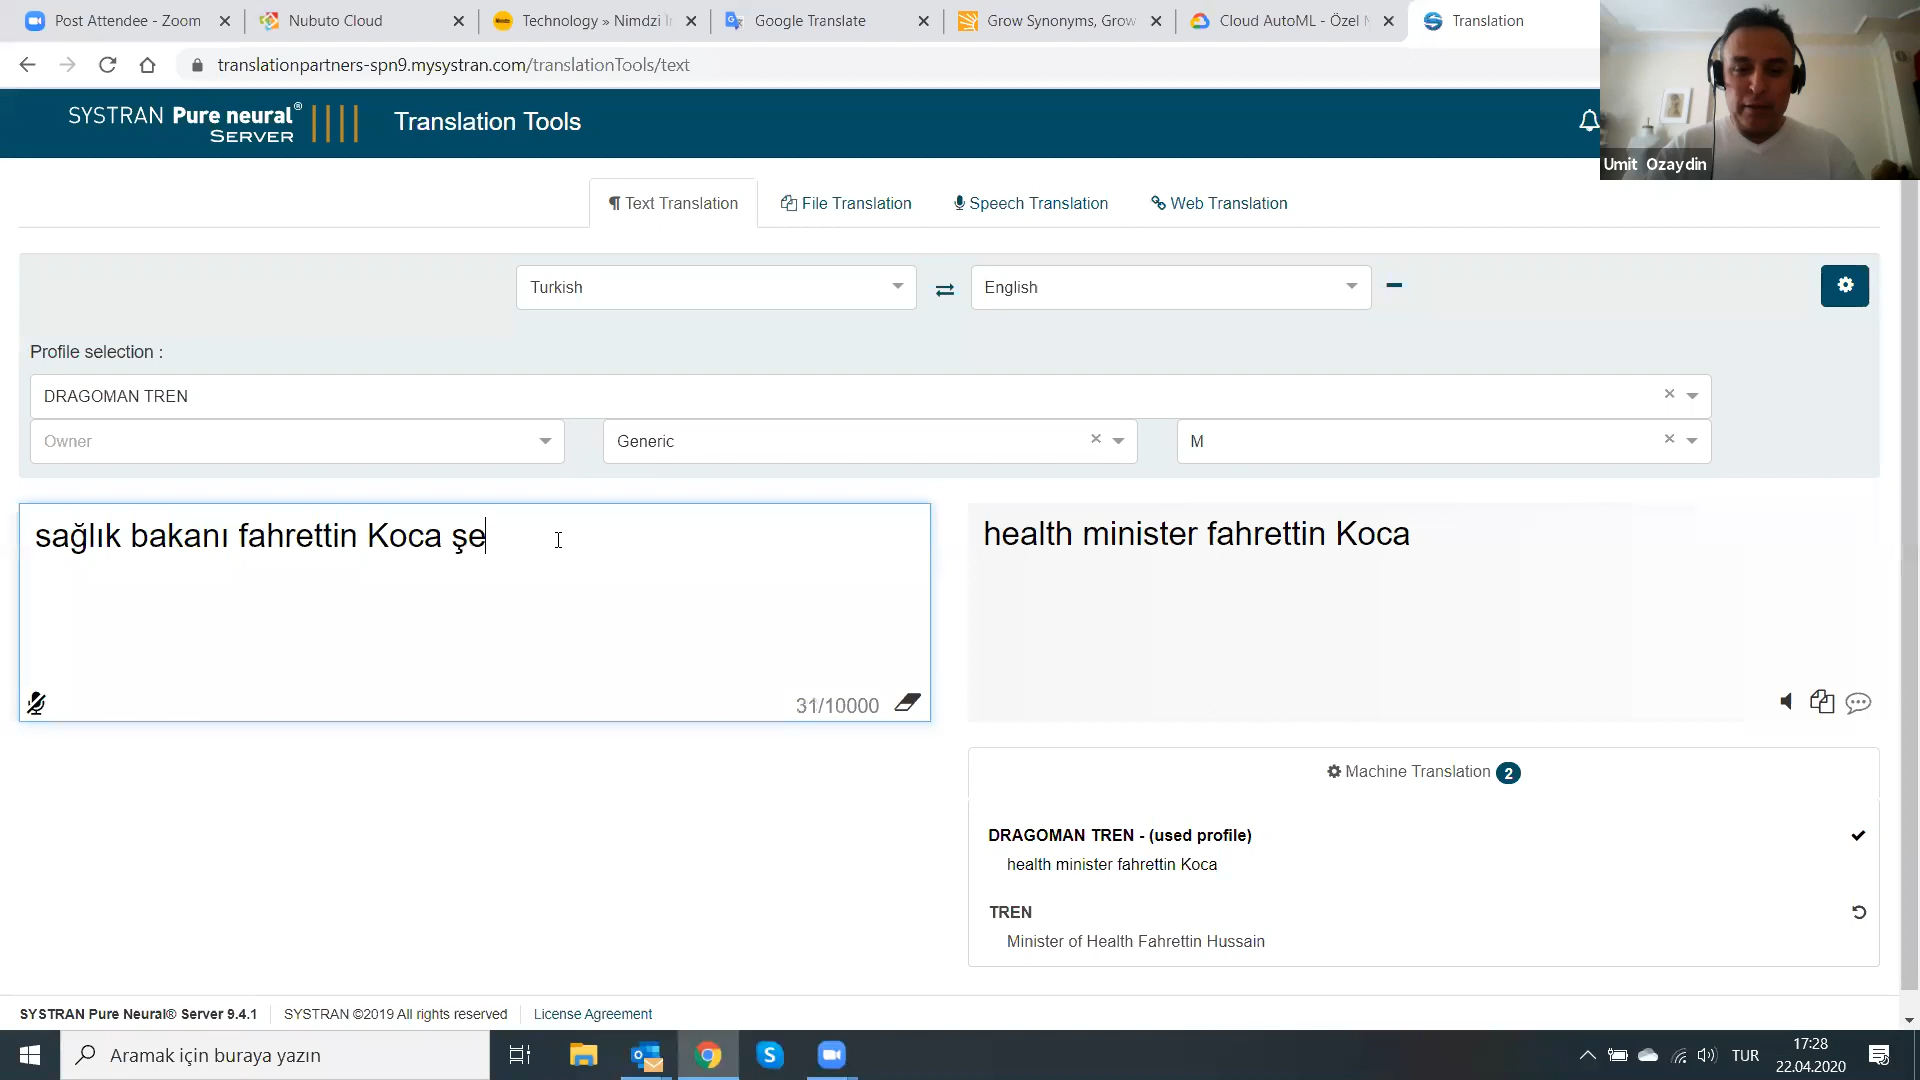 Post Attendee - Zoom
Nubuto Cloud
Technology » Nimdzi I
Google Translate
Grow Synonyms, Grow
Cloud AutoML - Özel
Translation
translationpartners-spn9.mysystran.com/translationTools/text
SYSTRAN Pure neural®
SERVER
Translation Tools
Umit Ozaydin
Text Translation
File Translation
Speech Translation
Web Translation
Turkish
English
Profile selection :
DRAGOMAN TREN
Owner
Generic
M
sağlık bakanı fahrettin Koca şe
health minister fahrettin Koca
31/10000
Machine Translation 2
DRAGOMAN TREN - (used profile)
health minister fahrettin Koca
TREN
Minister of Health Fahrettin Hussain
SYSTRAN Pure Neural® Server 9.4.1
SYSTRAN ©2019 All rights reserved
License Agreement
Aramak için buraya yazın
TUR
17:28
22.04.2020